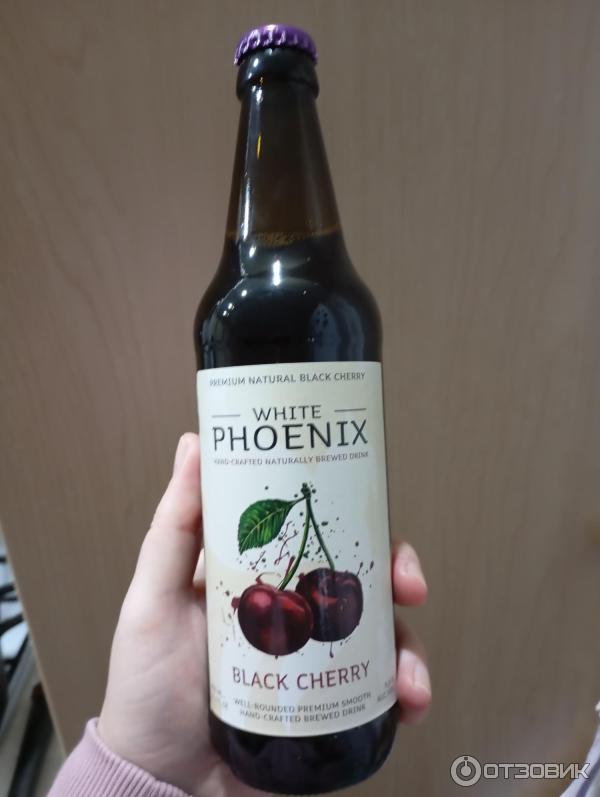 PREMIUM NATURAL BLACK CHERRY
WHITE
PHOENIX
HAND-CRAFTED NATURALLY BREWED DRINK
BLACK CHERRY
WELL-ROUNDED PREMIUM SMOOTH
HAND-CRAFTED BREWED DRINK
ОТЗОВИК